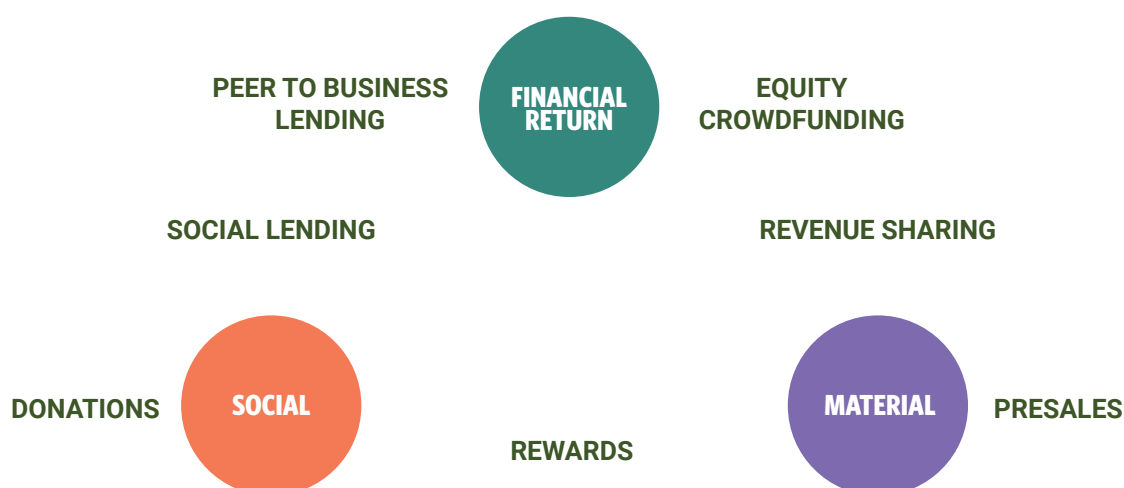 PEER TO BUSINESS
LENDING
FINANCIAL
RETURN
EQUITY
CROWDFUNDING
SOCIAL LENDING
REVENUE SHARING
DONATIONS
SOCIAL
MATERIAL
PRESALES
REWARDS